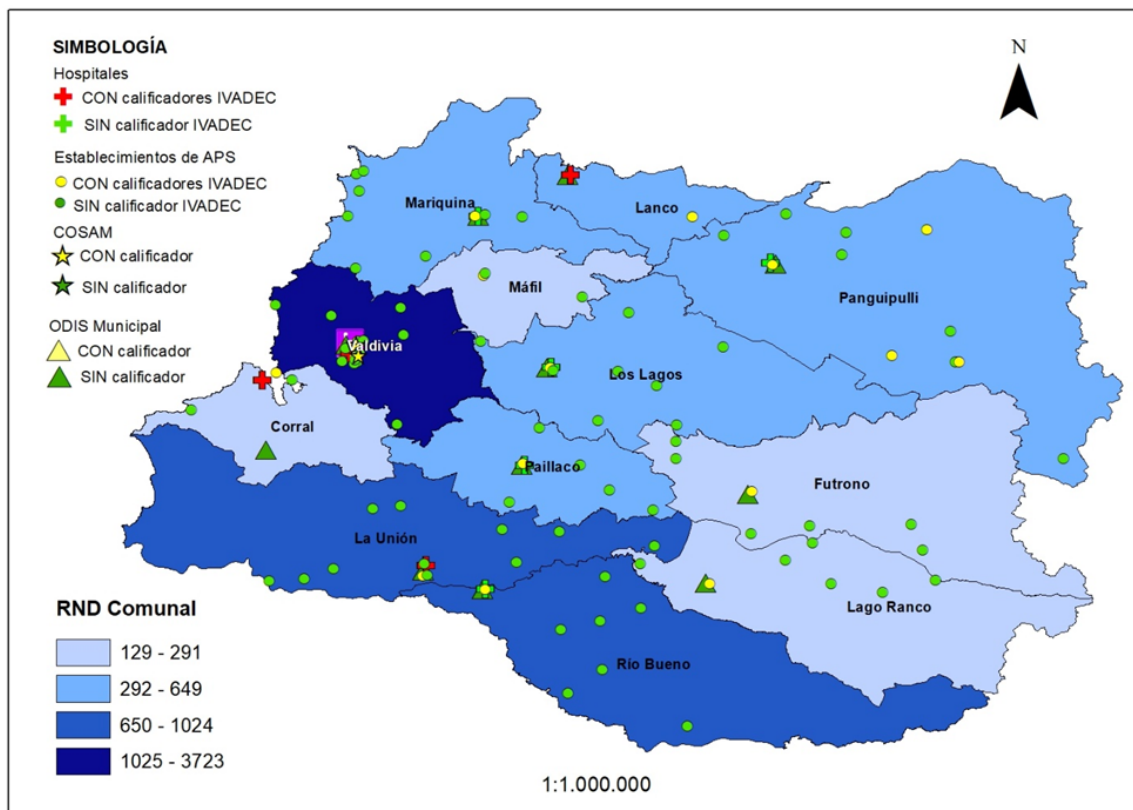 SIMBOLOGÍA
Hospitales
CON calificadores IVADEC
SIN calificador IVADEC
Establecimientos de APS
CON calificadores IVADEC
SIN calificador IVADEC
COSAM
CON calificador
SIN calificador
ODIS Municipal
CON calificador
SIN calificador
N
Mariquina
Lanco
Máfil
Panguipulli
Valdivia
Los Lagos
Corral
Paillaco
Futrono
La Unión
Lago Ranco
Río Bueno
RND Comunal
129 - 291
292 - 649
650 - 1024
1025 - 3723
1:1.000.000